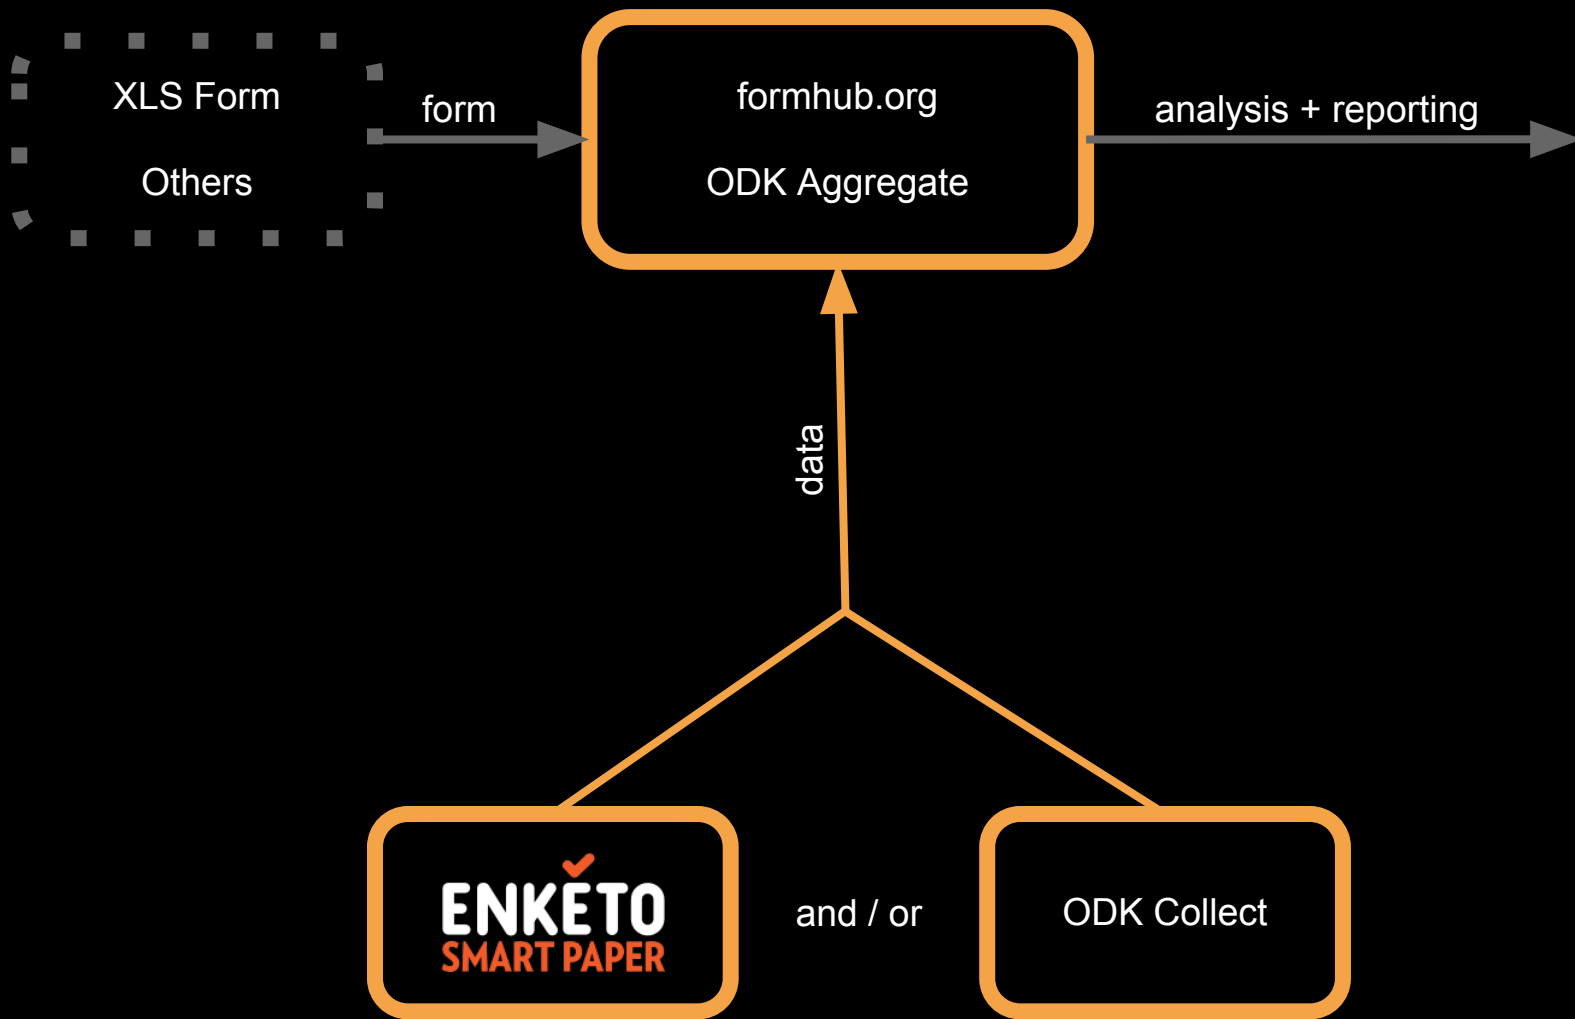 XLS Form
Others
form
formhub.org
ODK Aggregate
analysis + reporting
data
ENKETO
SMART PAPER
and / or
ODK Collect